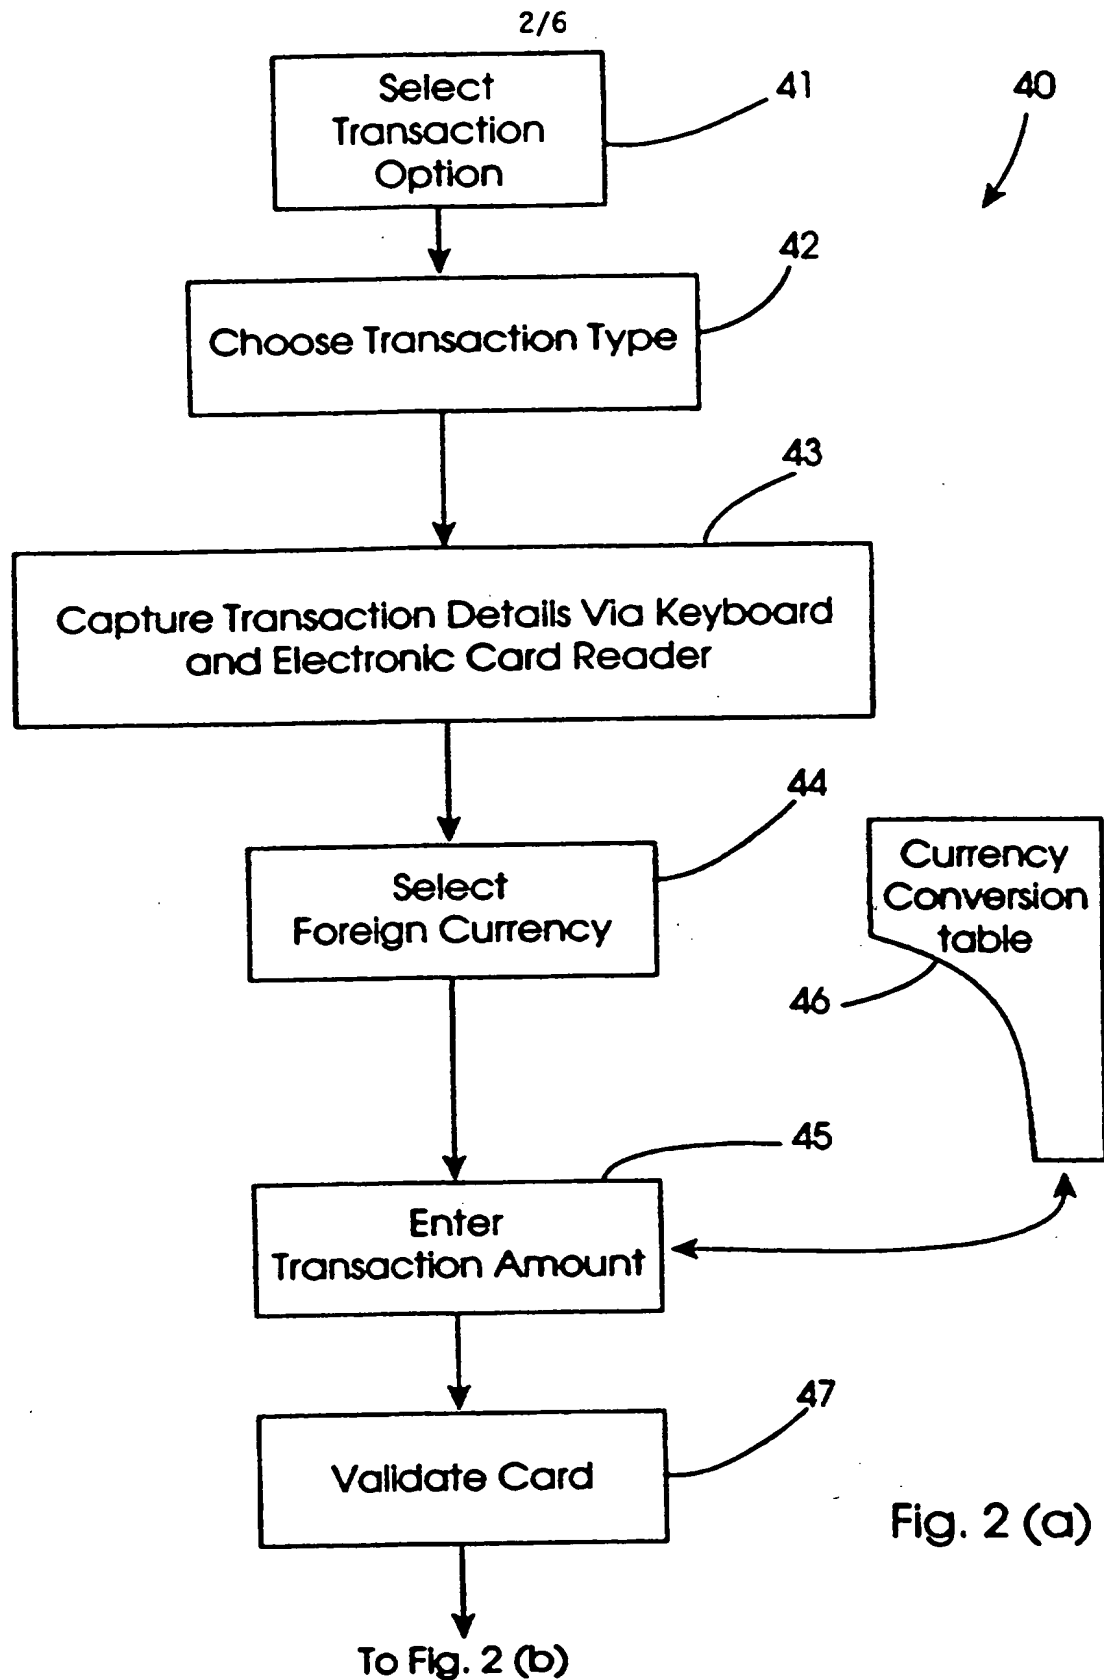 2/6
Select
Transaction
Option
41
40
Choose Transaction Type
42
43
Capture Transaction Details Via Keyboard
and Electronic Card Reader
44
Select
Foreign Currency
Currency
Conversion
table
46
45
Enter
Transaction Amount
47
Validate Card
Fig. 2 (a)
To Fig. 2 (b)